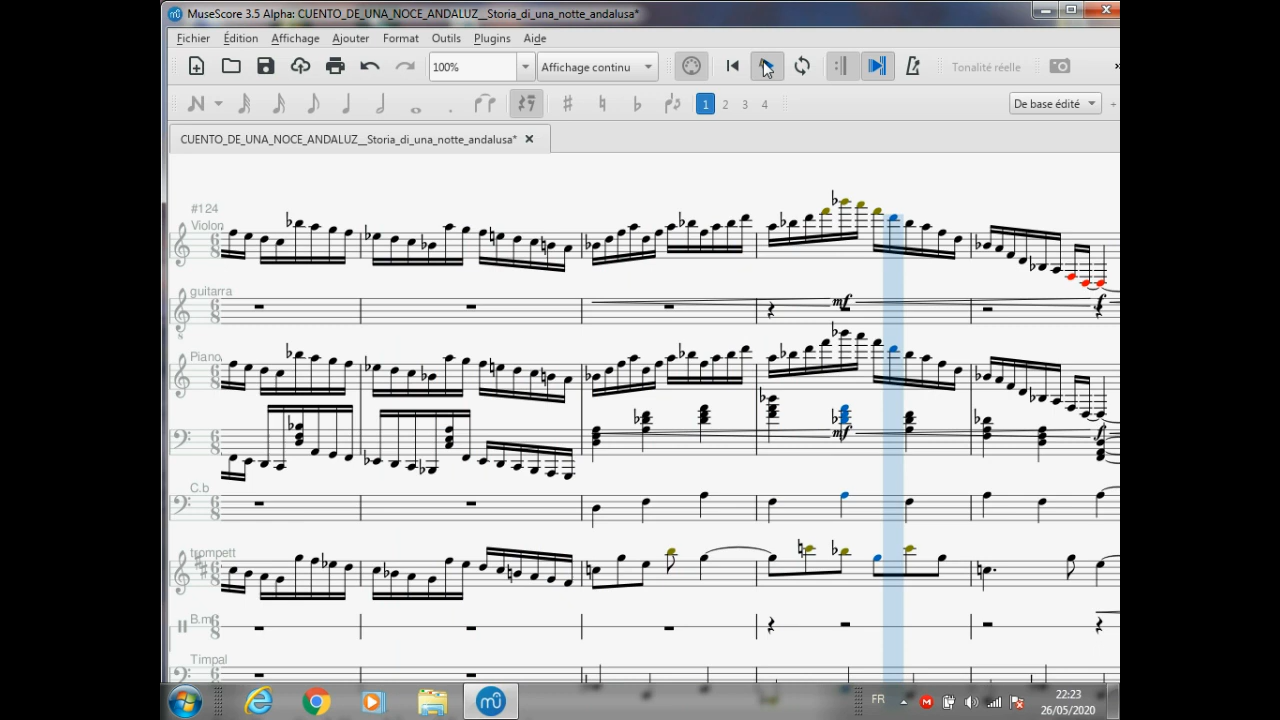 MuseScore 3.5 Alpha: CUENTO_DE_UNA_NOCE_ANDALUZ__Storia_di_una_notte_andalusa*
Fichier Édition Affichage Ajouter Format Outils Plugins Aide
100% Affichage continu Tonalité réelle »
1 2 3 4 De base édité +
CUENTO_DE_UNA_NOCE_ANDALUZ__Storia_di_una_notte_andalusa*
#124
Violon
guitarra
mf f
Piano
mf f
C.b
trompett
B.m
Timpal
FR 22:23
26/05/2020